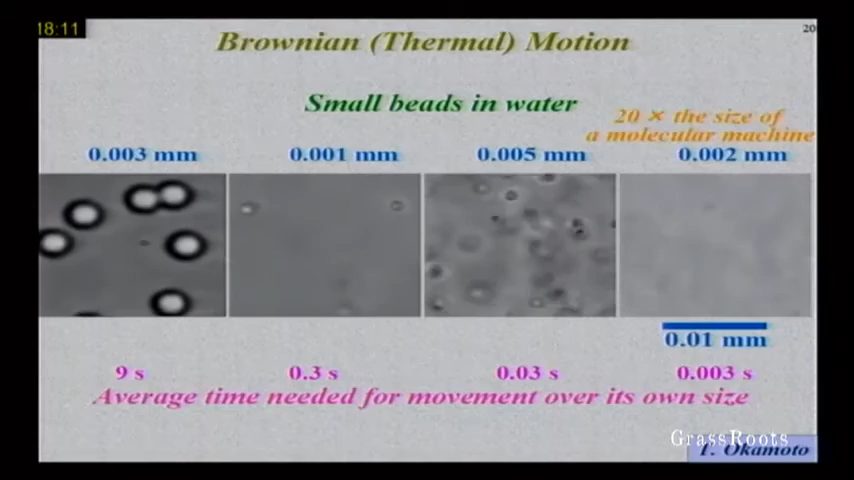 18:11
20
Brownian (Thermal) Motion
Small beads in water
20 × the size of
a molecular machine
0.003 mm 0.001 mm 0.005 mm 0.002 mm
0.01 mm
9 s 0.3 s 0.03 s 0.003 s
Average time needed for movement over its own size
GrassRoots
T. Okamoto